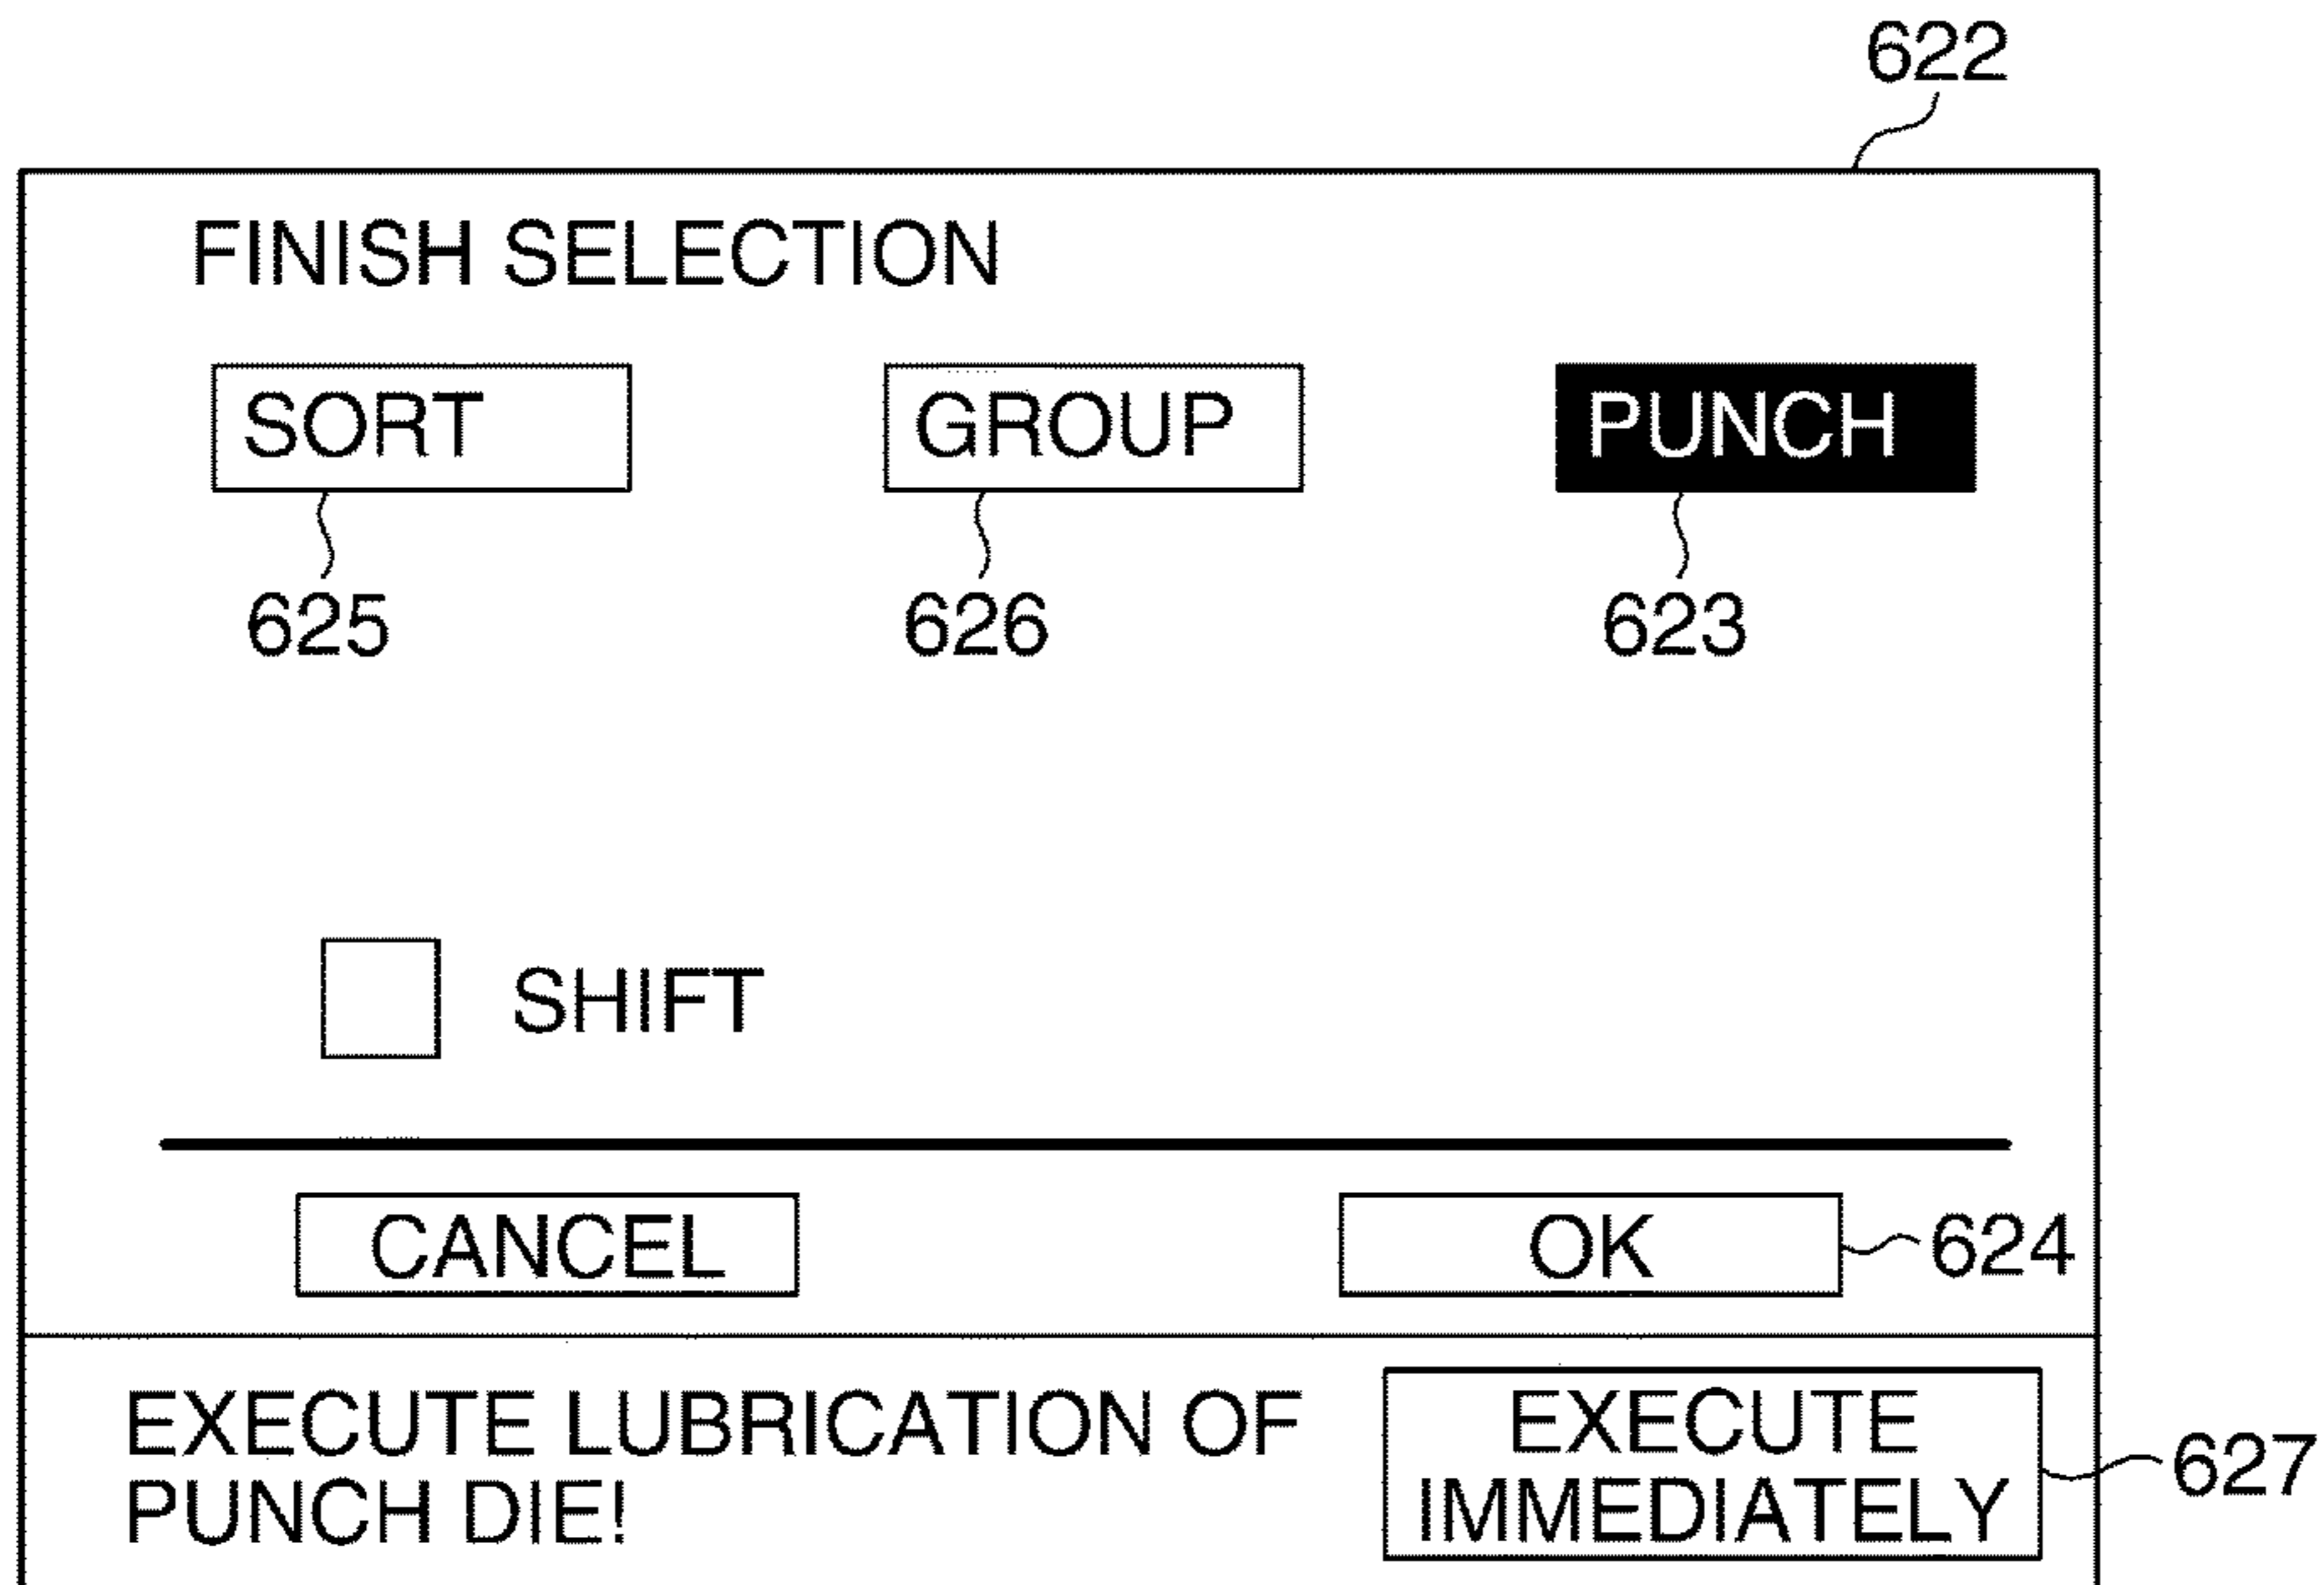 622
FINISH SELECTION
SORT GROUP PUNCH
625 626 623
SHIFT
CANCEL OK 624
EXECUTE LUBRICATION OF
PUNCH DIE!
EXECUTE
IMMEDIATELY
627